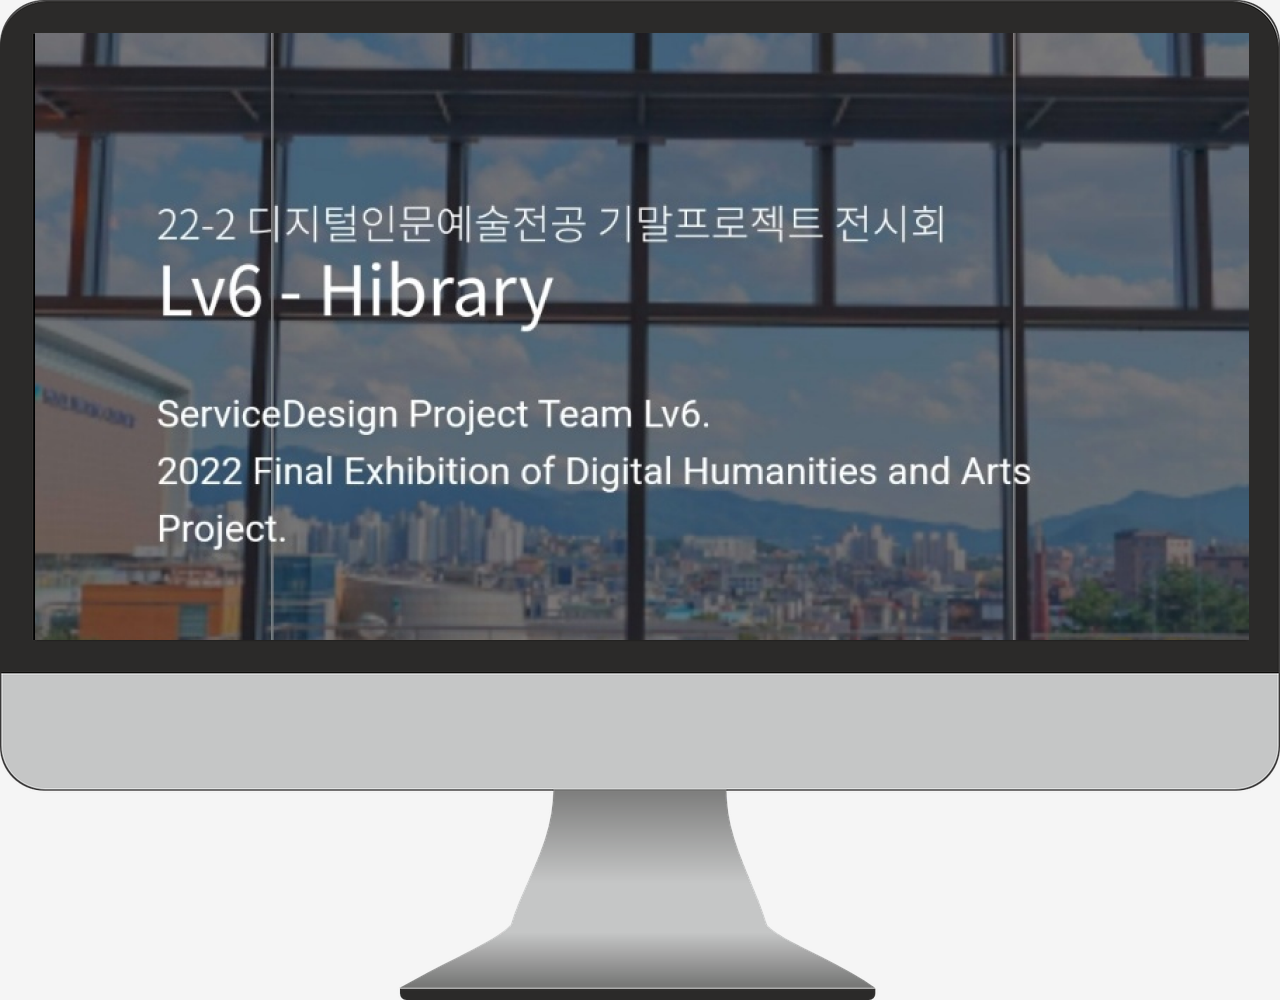 22-2 디지털인문예술전공 기말프로젝트 전시회
Lv6 - Hibrary
ServiceDesign Project Team Lv6.
2022 Final Exhibition of Digital Humanities and Arts
Project.